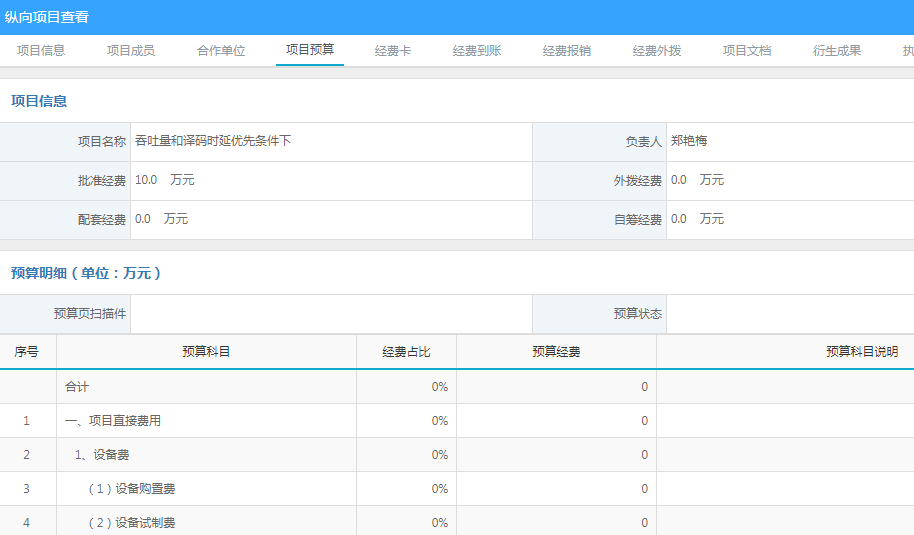 纵向项目查看
项目信息 项目成员 合作单位 项目预算 经费卡 经费到账 经费报销 经费外拨 项目文档 衍生成果 执
项目信息
项目名称 吞吐量和译码时延优先条件下 负责人 郑艳梅
批准经费 10.0 万元 外拨经费 0.0 万元
配套经费 0.0 万元 自筹经费 0.0 万元
预算明细（单位：万元）
预算页扫描件 预算状态
序号 预算科目 经费占比 预算经费 预算科目说明
合计 0% 0
1 一、项目直接费用 0% 0
2 1、设备费 0% 0
3 （1）设备购置费 0% 0
4 （2）设备试制费 0% 0